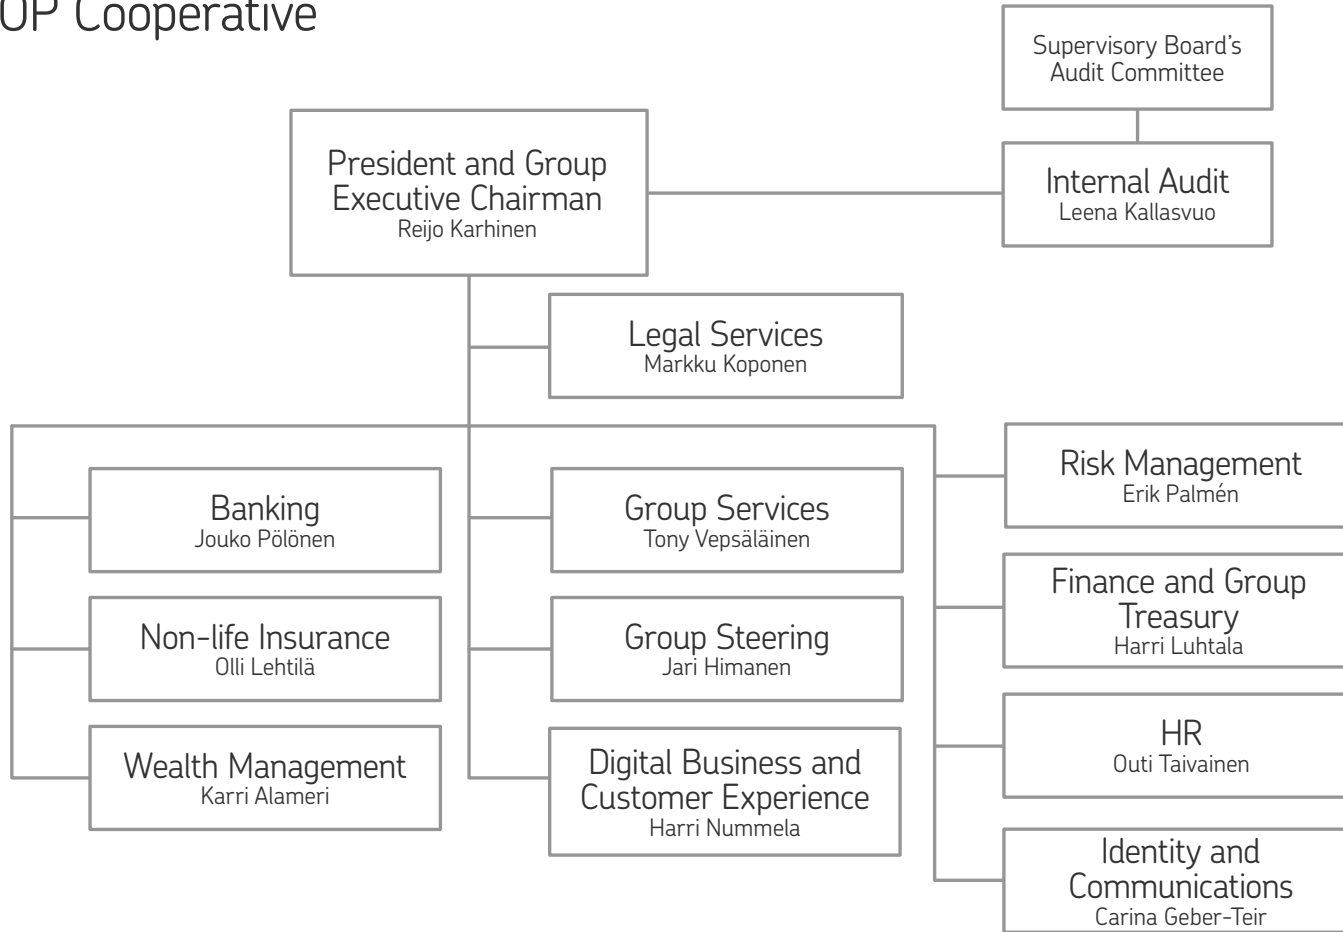 OP Cooperative
Supervisory Board's
Audit Committee
President and Group
Executive Chairman
Reijo Karhinen
Internal Audit
Leena Kallasvuo
Legal Services
Markku Koponen
Banking
Jouko Pölönen
Non-life Insurance
Olli Lehtilä
Wealth Management
Karri Alameri
Group Services
Tony Vepsäläinen
Group Steering
Jari Himanen
Digital Business and
Customer Experience
Harri Nummela
Risk Management
Erik Palmén
Finance and Group
Treasury
Harri Luhtala
HR
Outi Taivainen
Identity and
Communications
Carina Geber-Teir